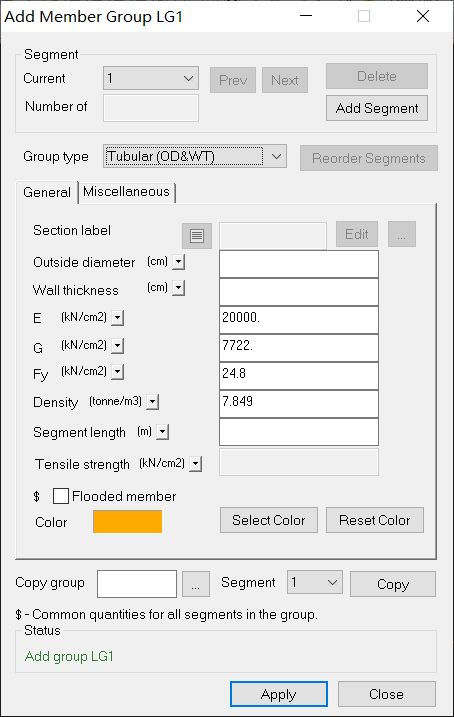 Add Member Group LG1
Segment
Current 1 Prev Next Delete
Number of Add Segment
Group type Tubular (OD&WT) Reorder Segments
General Miscellaneous
Section label Edit ...
Outside diameter (cm)
Wall thickness (cm)
E (kN/cm2) 20000.
G (kN/cm2) 7722.
Fy (kN/cm2) 24.8
Density (tonne/m3) 7.849
Segment length (m)
Tensile strength (kN/cm2)
$ Flooded member
Color Select Color Reset Color
Copy group ... Segment 1 Copy
$ - Common quantities for all segments in the group.
Status
Add group LG1
Apply Close